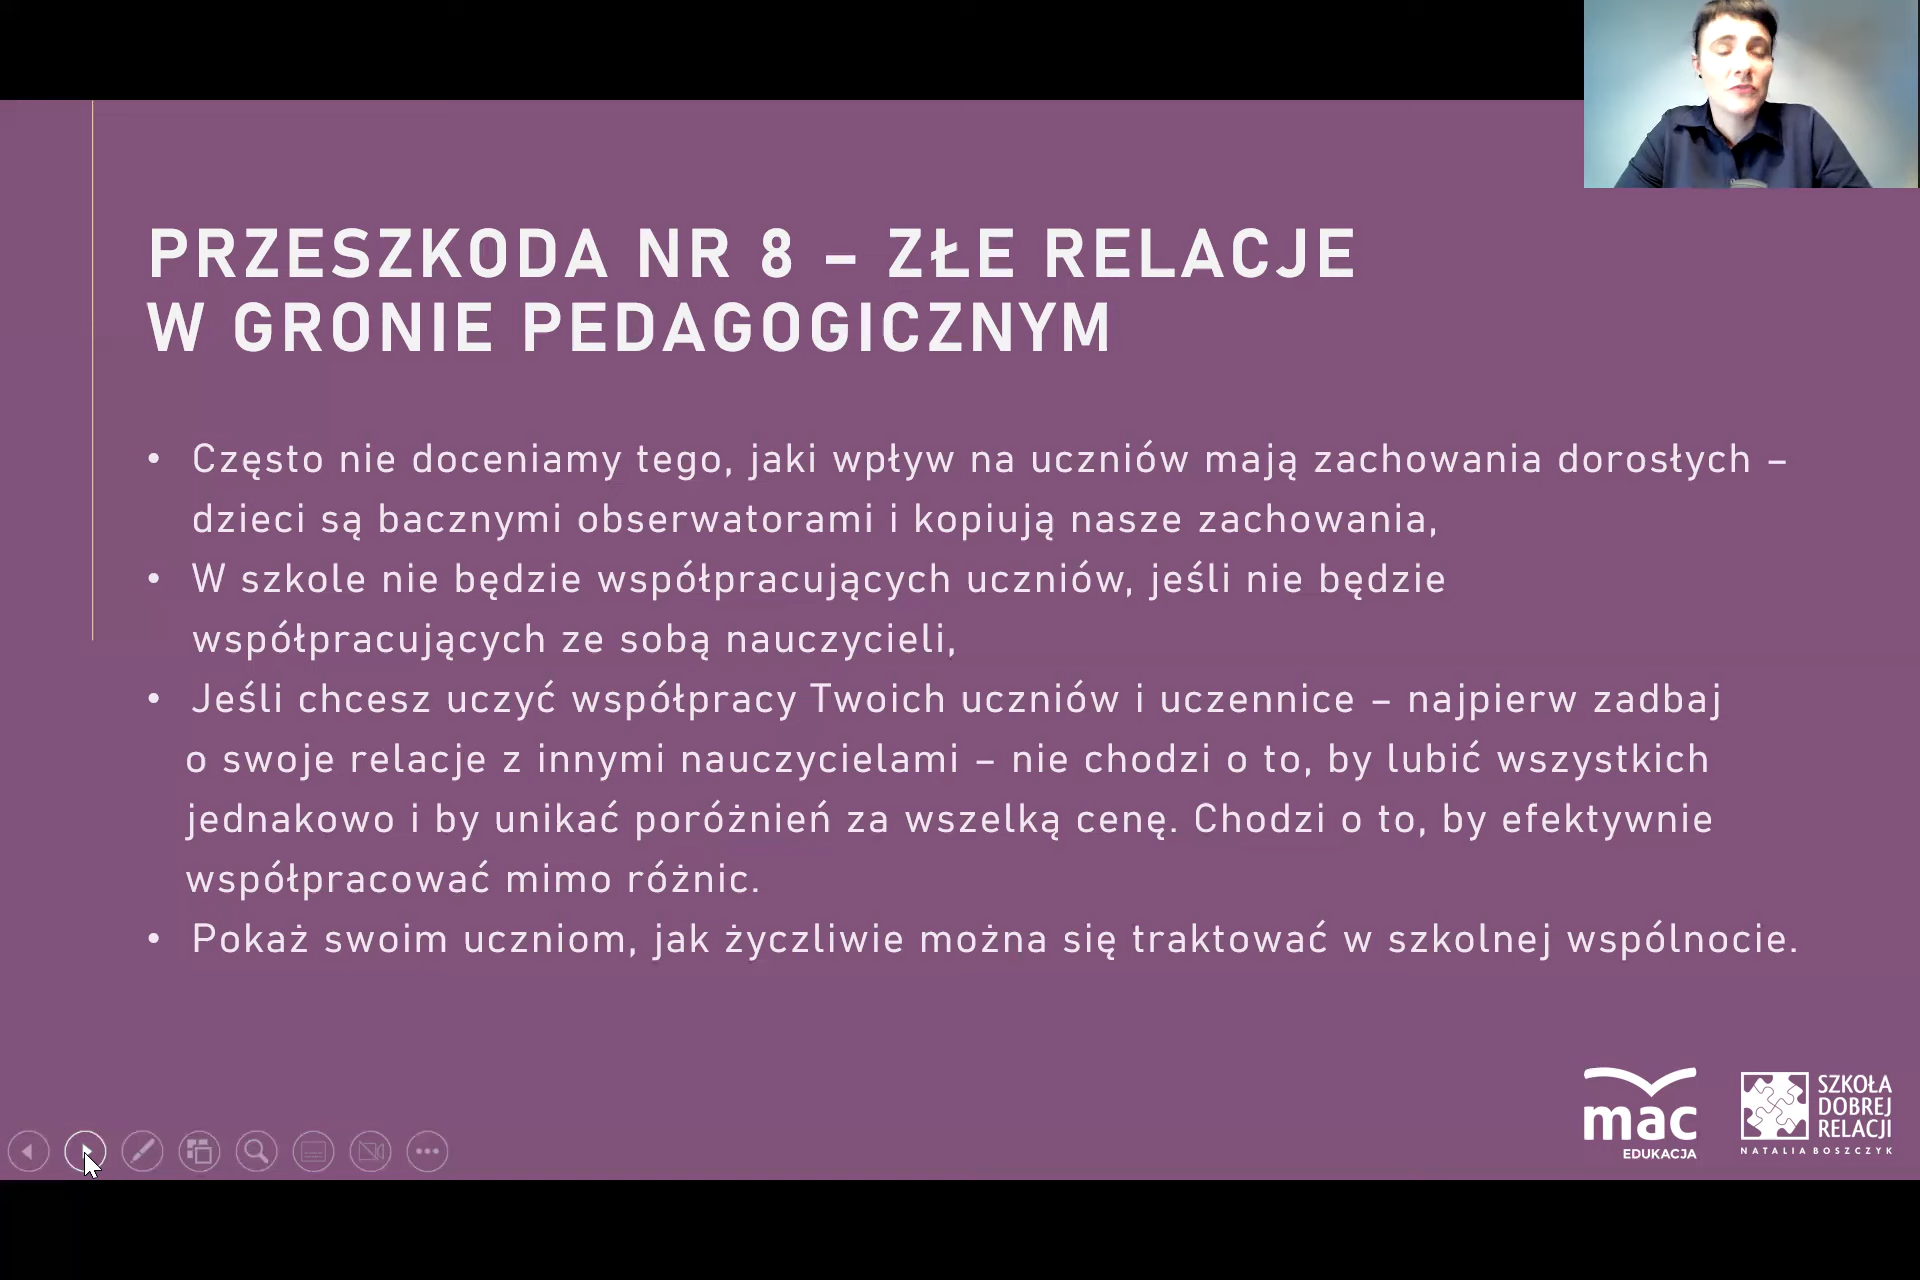 PRZESZKODA NR 8 – ZŁE RELACJE
W GRONIE PEDAGOGICZNYM
• Często nie doceniamy tego, jaki wpływ na uczniów mają zachowania dorosłych –
dzieci są bacznymi obserwatorami i kopiują nasze zachowania,
• W szkole nie będzie współpracujących uczniów, jeśli nie będzie
współpracujących ze sobą nauczycieli,
• Jeśli chcesz uczyć współpracy Twoich uczniów i uczennice – najpierw zadbaj
o swoje relacje z innymi nauczycielami – nie chodzi o to, by lubić wszystkich
jednakowo i by unikać poróżnień za wszelką cenę. Chodzi o to, by efektywnie
współpracować mimo różnic.
• Pokaż swoim uczniom, jak życzliwie można się traktować w szkolnej wspólnocie.
mac
EDUKACJA
SZKOŁA
DOBREJ
RELACJI
NATALIA BOSZCZYK